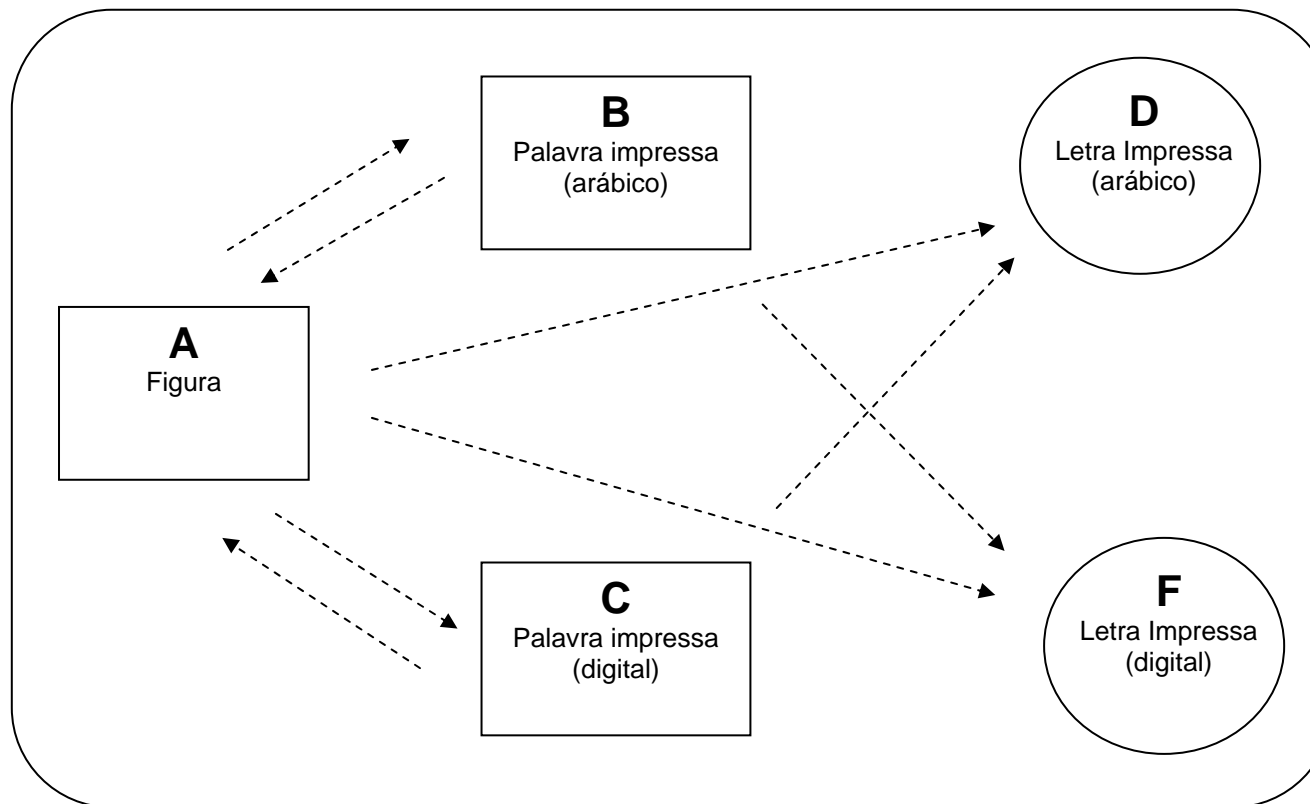 B
Palavra impressa
(arábico)
D
Letra Impressa
(arábico)
A
Figura
C
Palavra impressa
(digital)
F
Letra Impressa
(digital)